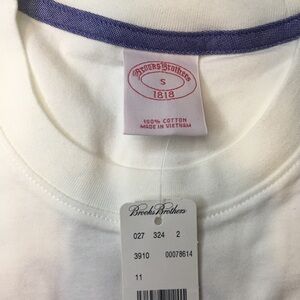 Brooks Brothers
S
1818
100% COTTON
MADE IN VIETNAM
Brooks Brothers
027 324 2
3910 00078614
11